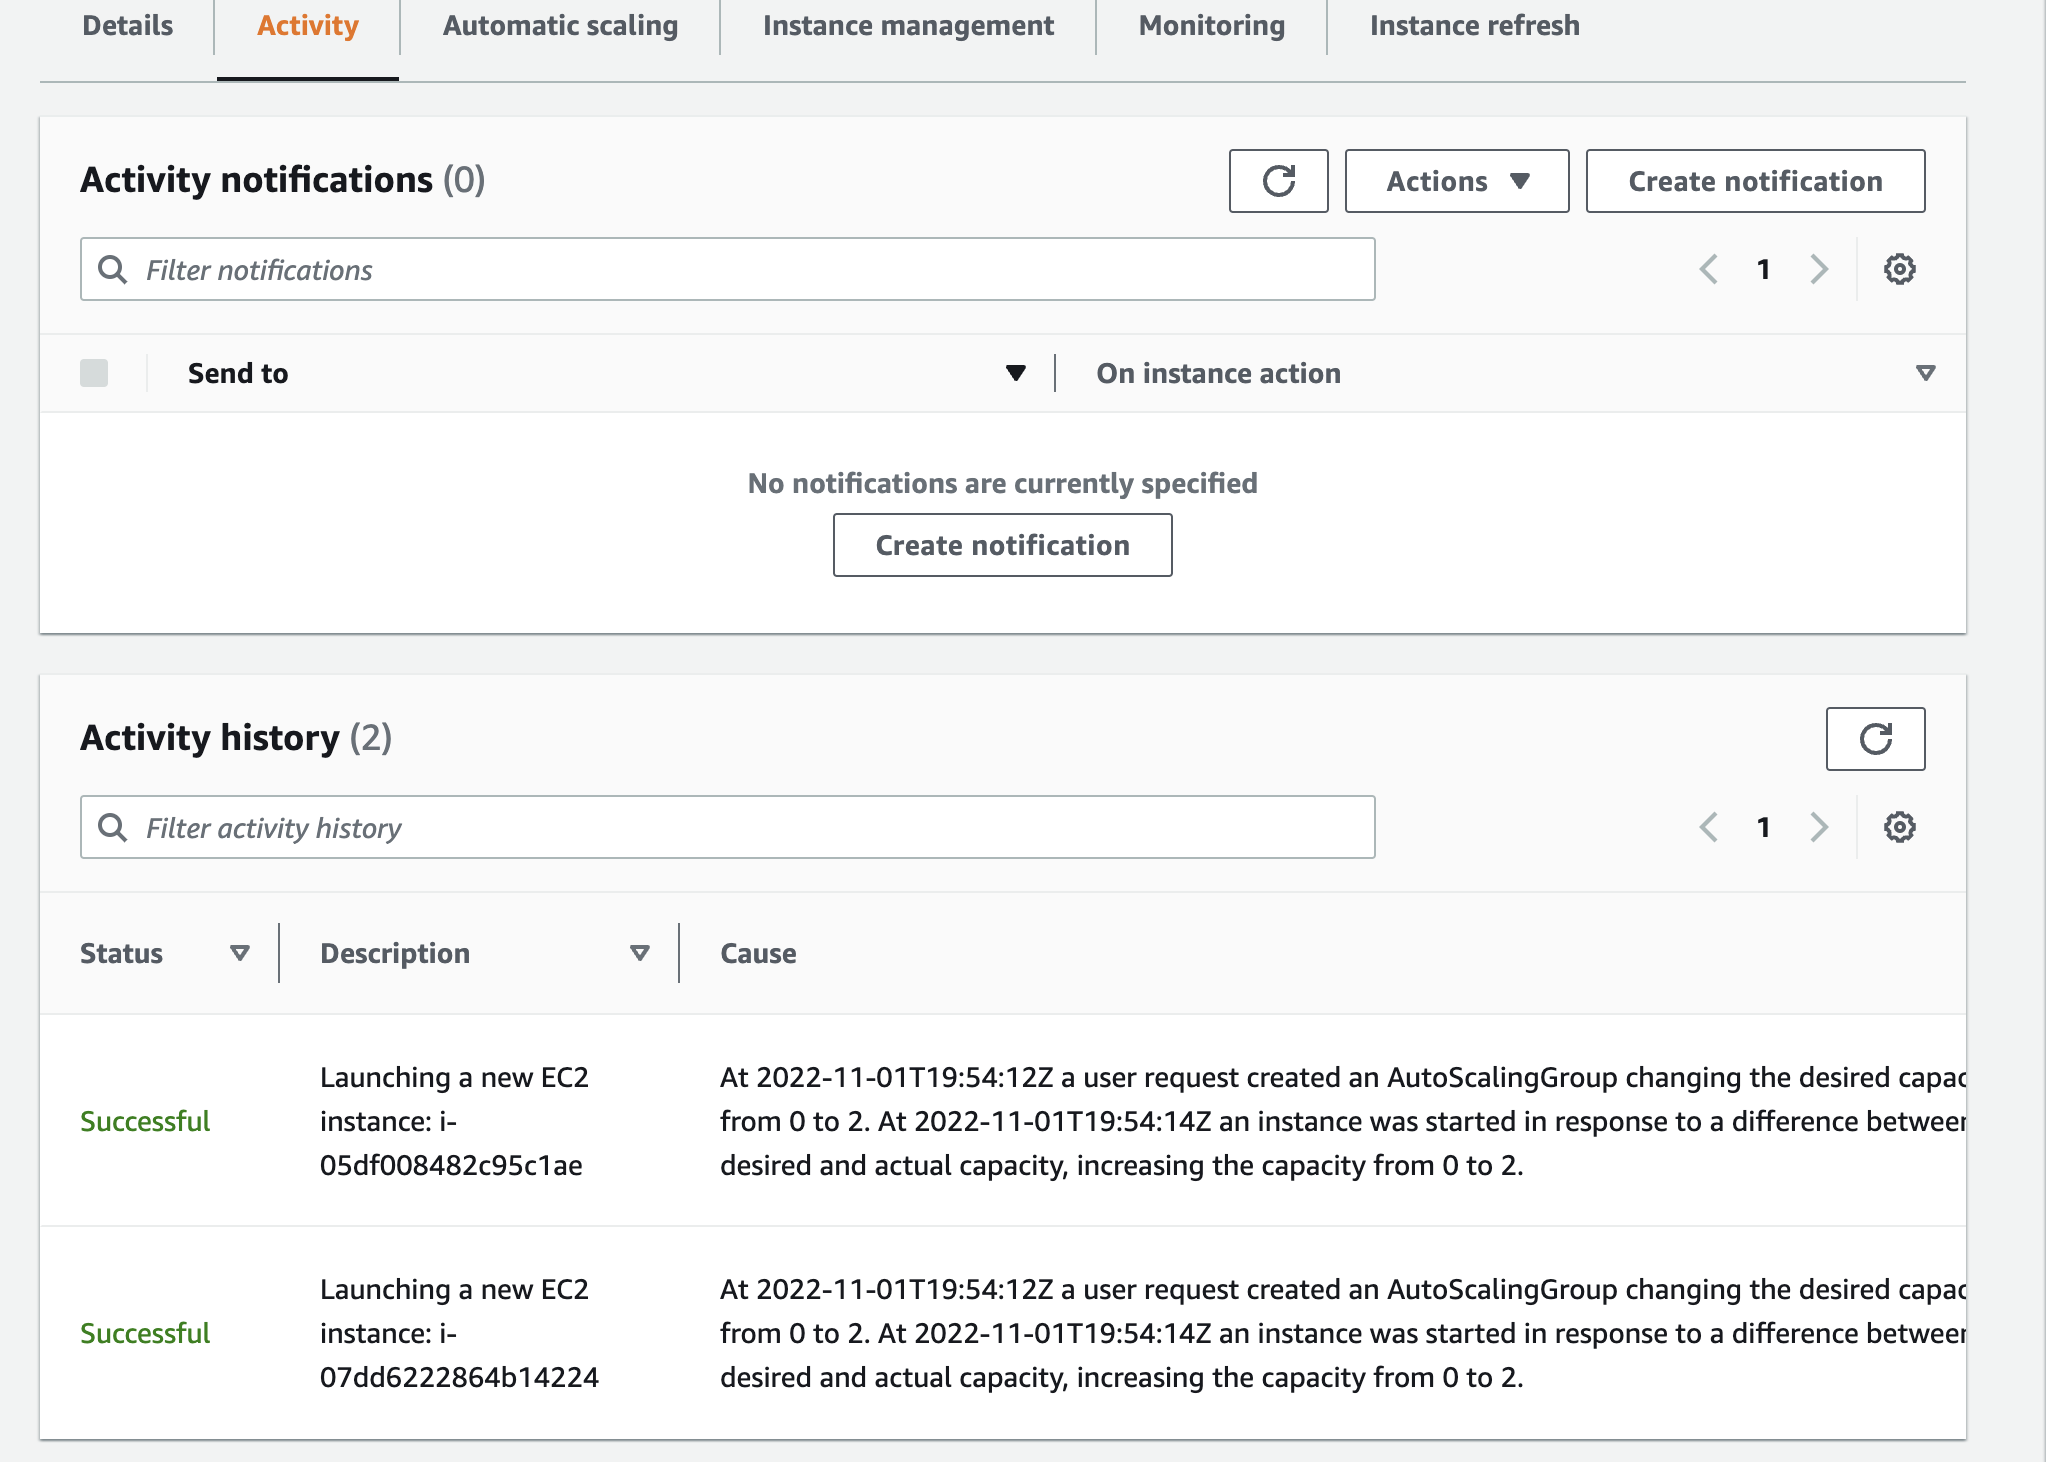 Details Activity Automatic scaling Instance management Monitoring Instance refresh
Activity notifications (0) Actions Create notification
Filter notifications 1
Send to On instance action
No notifications are currently specified
Create notification
Activity history (2)
Filter activity history 1
Status Description Cause
Launching a new EC2 At 2022-11-01T19:54:12Z a user request created an AutoScalingGroup changing the desired capac
Successful instance: i- from 0 to 2. At 2022-11-01T19:54:14Z an instance was started in response to a difference between
05df008482c95c1ae desired and actual capacity, increasing the capacity from 0 to 2.
Launching a new EC2 At 2022-11-01T19:54:12Z a user request created an AutoScalingGroup changing the desired capac
Successful instance: i- from 0 to 2. At 2022-11-01T19:54:14Z an instance was started in response to a difference between
07dd6222864b14224 desired and actual capacity, increasing the capacity from 0 to 2.